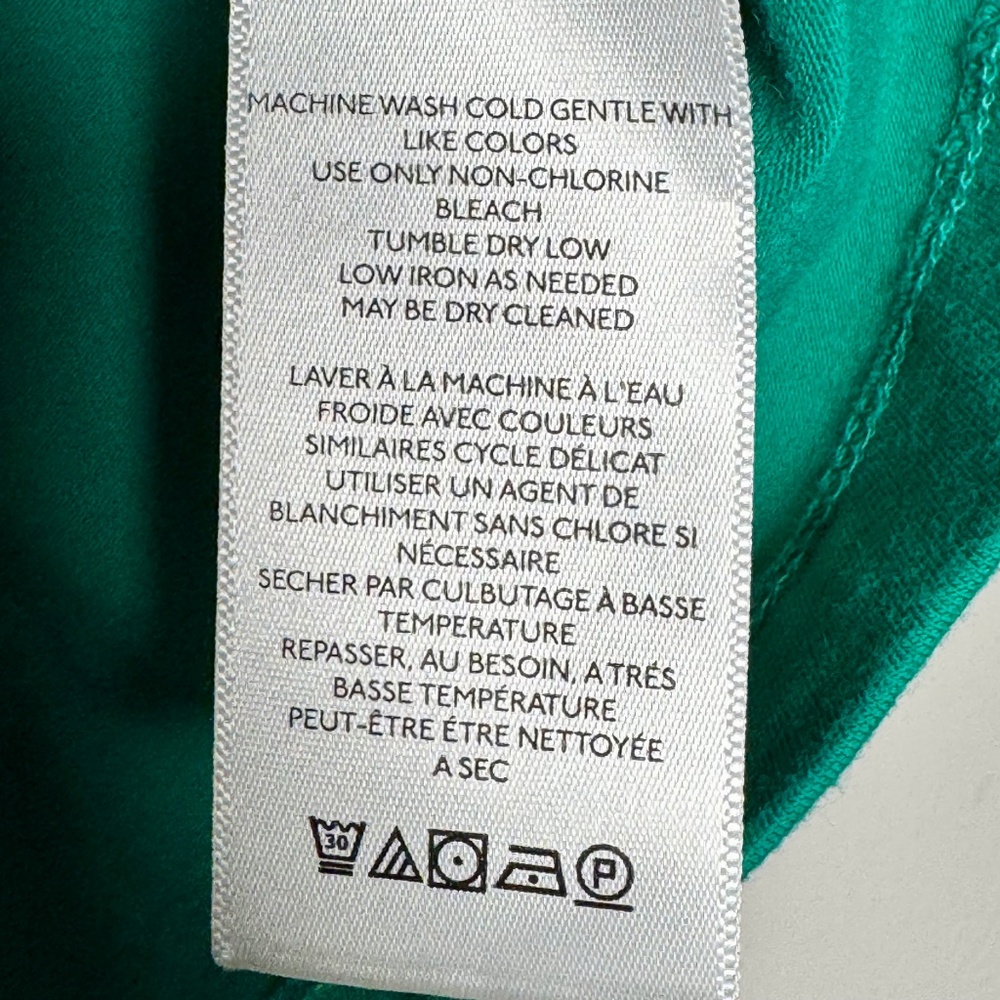 MACHINE WASH COLD GENTLE WITH
LIKE COLORS
USE ONLY NON-CHLORINE
BLEACH
TUMBLE DRY LOW
LOW IRON AS NEEDED
MAY BE DRY CLEANED
LAVER À LA MACHINE À L'EAU
FROIDE AVEC COULEURS
SIMILAIRES CYCLE DÉLICAT
UTILISER UN AGENT DE
BLANCHIMENT SANS CHLORE SI
NÉCESSAIRE
SECHER PAR CULBUTAGE À BASSE
TEMPERATURE
REPASSER, AU BESOIN, A TRÉS
BASSE TEMPÉRATURE
PEUT-ÊTRE ÉTRE NETTOYÉE
A SEC
30 P